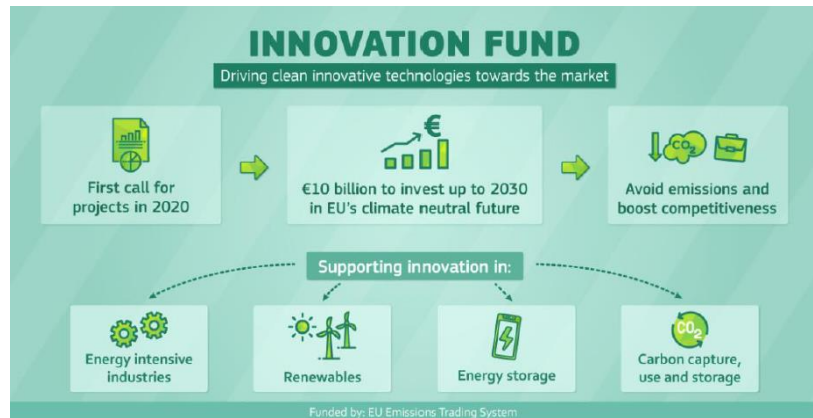 INNOVATION FUND
Driving clean innovative technologies towards the market
First call for
projects in 2020
€
€10 billion to invest up to 2030
in EU's climate neutral future
CO2
Avoid emissions and
boost competitiveness
Supporting innovation in:
Energy intensive
industries
Renewables
Energy storage
CO2
Carbon capture,
use and storage
Funded by: EU Emissions Trading System